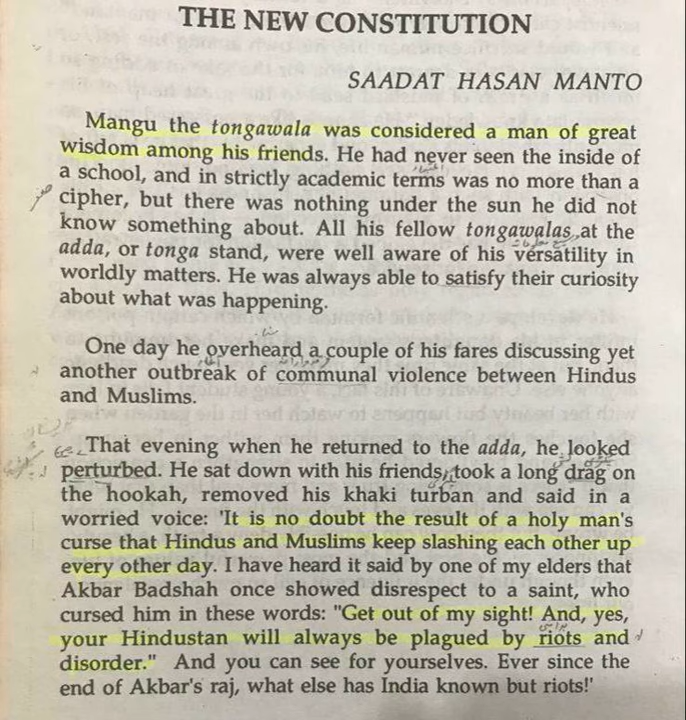 THE NEW CONSTITUTION
SAADAT HASAN MANTO
Mangu the tongawala was considered a man of great
wisdom among his friends. He had never seen the inside of
a school, and in strictly academic terms was no more than a
cipher, but there was nothing under the sun he did not
know something about. All his fellow tongawalas at the
adda, or tonga stand, were well aware of his versatility in
worldly matters. He was always able to satisfy their curiosity
about what was happening.
One day he overheard a couple of his fares discussing yet
another outbreak of communal violence between Hindus
and Muslims.
That evening when he returned to the adda, he looked
perturbed. He sat down with his friends, took a long drag on
the hookah, removed his khaki turban and said in a
worried voice: 'It is no doubt the result of a holy man's
curse that Hindus and Muslims keep slashing each other up
every other day. I have heard it said by one of my elders that
Akbar Badshah once showed disrespect to a saint, who
cursed him in these words: "Get out of my sight! And, yes,
your Hindustan will always be plagued by riots and
disorder." And you can see for yourselves. Ever since the
end of Akbar's raj, what else has India known but riots!'